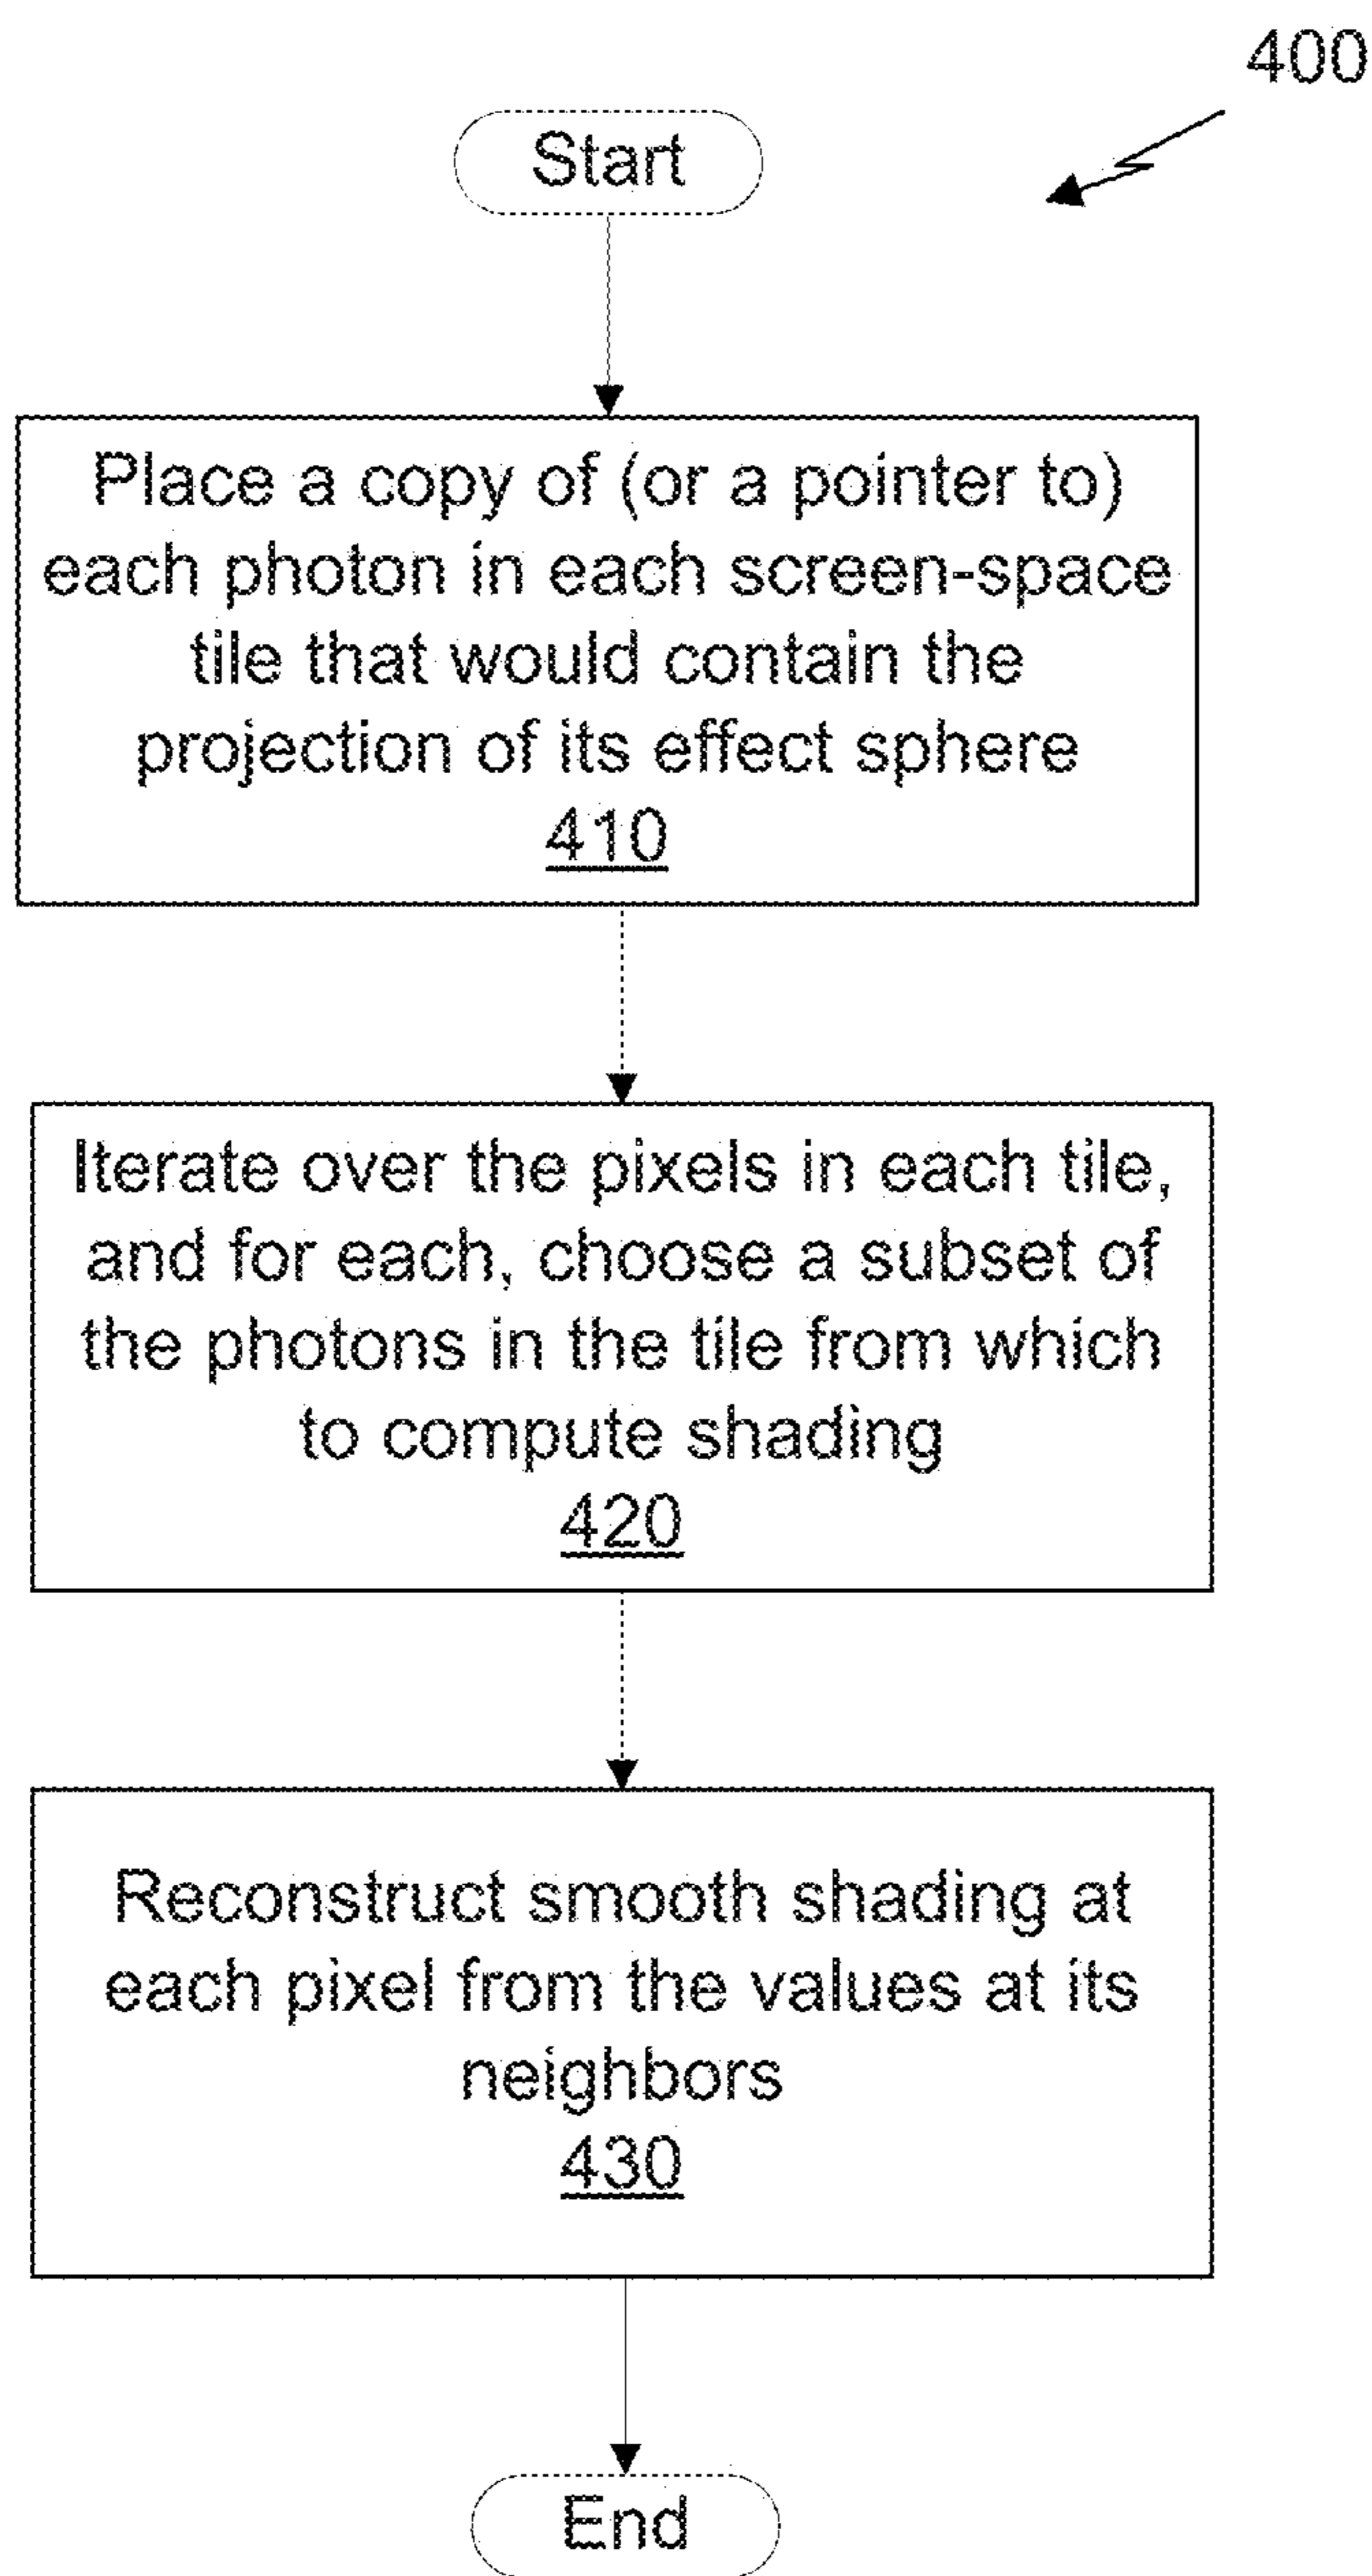 400
Start
Place a copy of (or a pointer to)
each photon in each screen-space
tile that would contain the
projection of its effect sphere
410
Iterate over the pixels in each tile,
and for each, choose a subset of
the photons in the tile from which
to compute shading
420
Reconstruct smooth shading at
each pixel from the values at its
neighbors
430
End